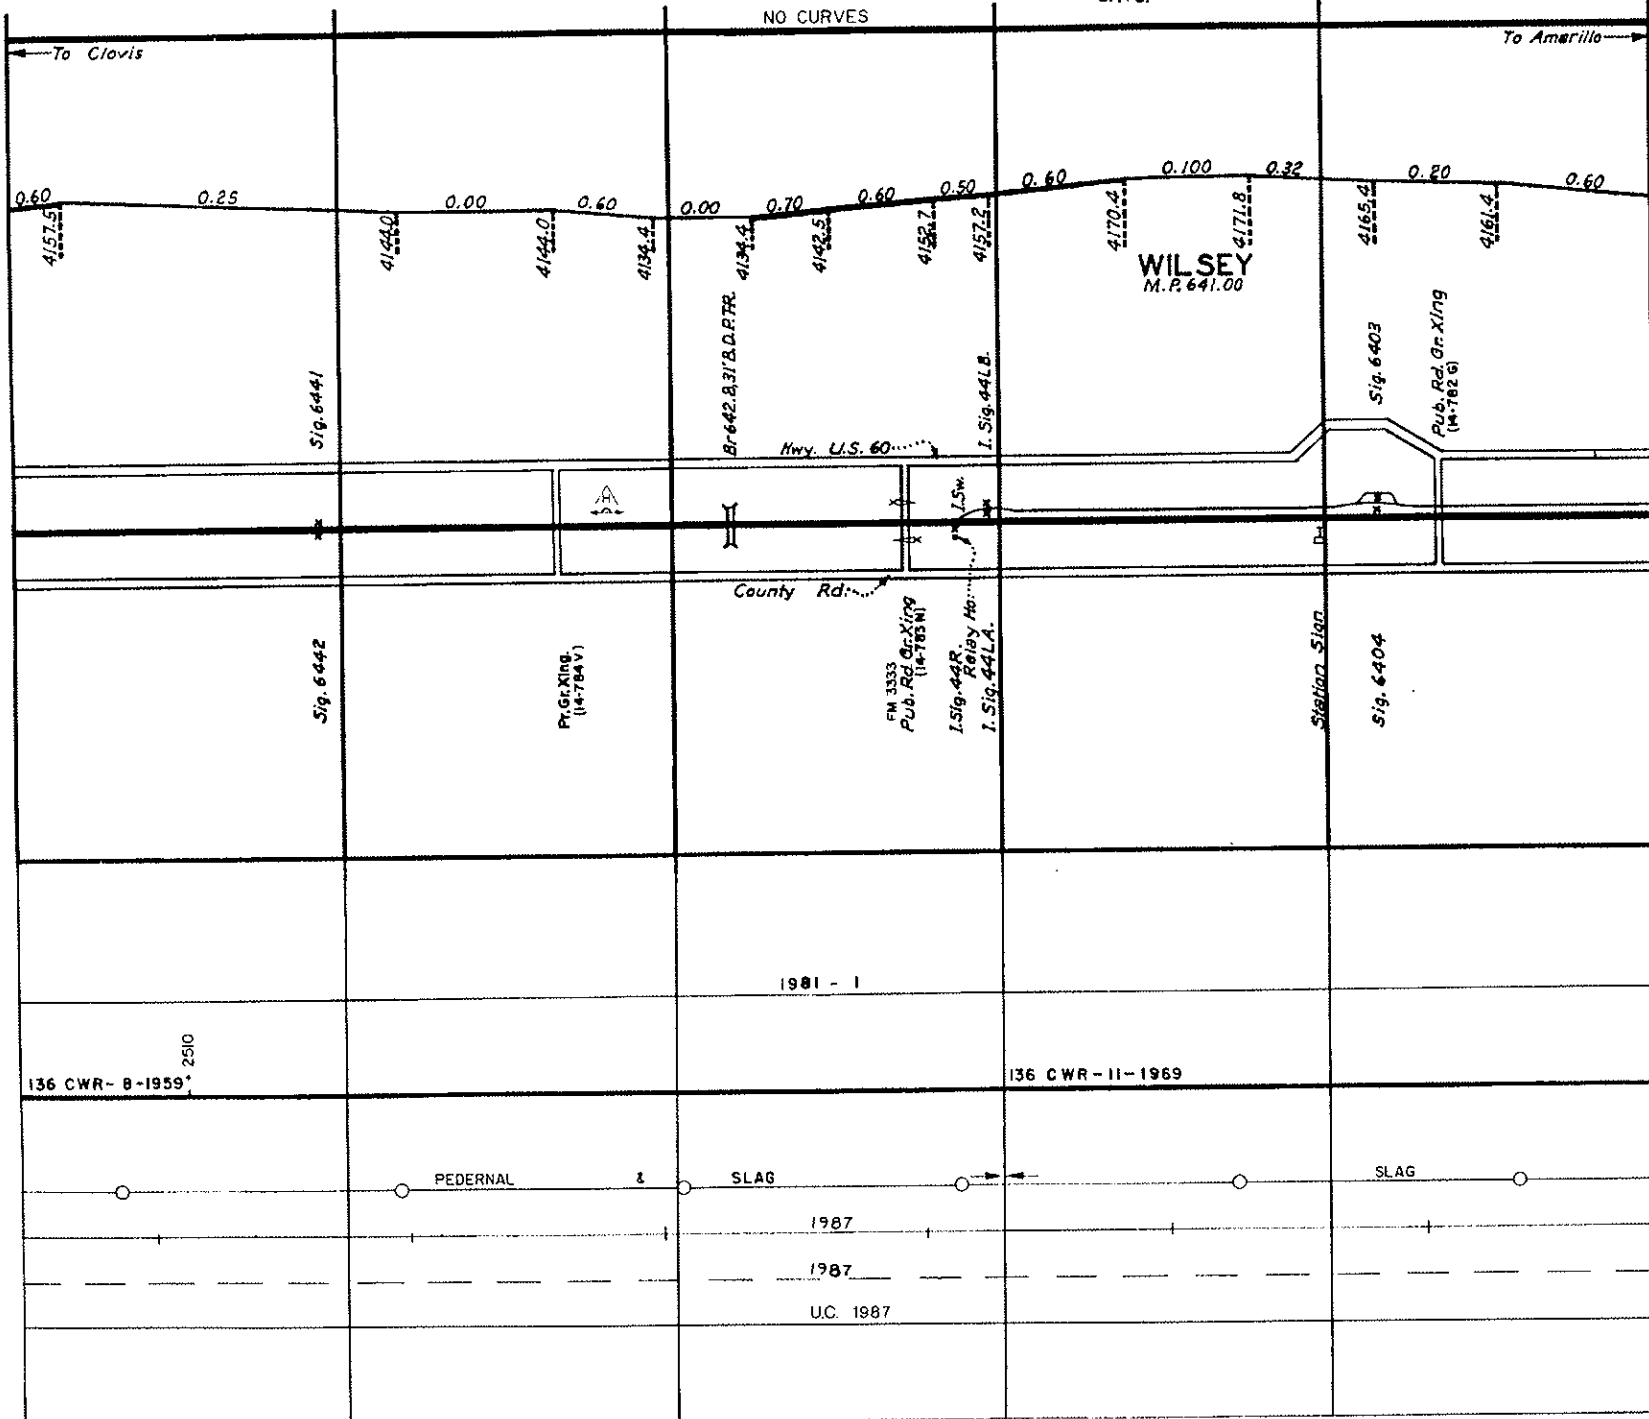 NO CURVES
To Clovis
To Amarillo
0.60
0.25
0.00
0.60
0.00
0.70
0.60
0.50
0.60
0.100
0.32
0.20
0.60
4157.5
4144.0
4144.0
4134.4
4134.4
4142.5
4152.7
4157.2
4170.4
4171.8
4165.4
4161.4
WILSEY
M.P. 641.00
Sig. 6441
Br 642.8, 31' B.D.P.TR.
I. Sig. 44LB.
Sig. 6403
Pub. Rd. Gr. Xing
(14-782 G)
Hwy. U.S. 60
H
I. Sw.
County Rd.
Sig. 6442
Pr. Gr. Xing.
(14-784 V)
FM 3333
Pub. Rd. Gr. Xing
(14-783 N)
I. Sig. 44R.
Relay Ho.
I. Sig. 44LA.
Station Sign
Sig. 6404
1981 - 1
2510
136 CWR- 8-1959
136 CWR-11-1969
PEDERNAL & SLAG
SLAG
1987
1987
U.C. 1987